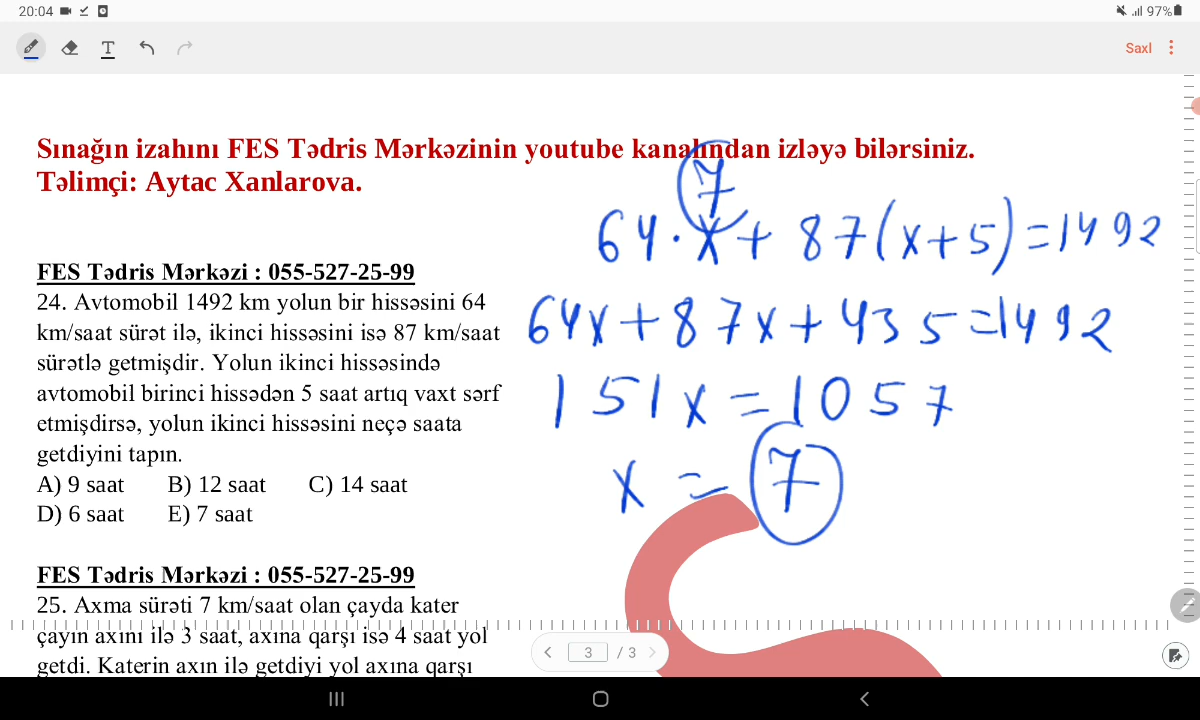 20:04
97%
T
Saxl
Sınağın izahını FES Tədris Mərkəzinin youtube kanalından izləyə bilərsiniz.
Təlimçi: Aytac Xanlarova.
7
64·x+87(x+5)=1492
FES Tədris Mərkəzi : 055-527-25-99
24. Avtomobil 1492 km yolun bir hissəsini 64
km/saat sürət ilə, ikinci hissəsini isə 87 km/saat
64x+87x+435=1492
sürətlə getmişdir. Yolun ikinci hissəsində
avtomobil birinci hissədən 5 saat artıq vaxt sərf
151x=1057
etmişdirsə, yolun ikinci hissəsini neçə saata
getdiyini tapın.
A) 9 saat B) 12 saat C) 14 saat
x=7
D) 6 saat E) 7 saat
FES Tədris Mərkəzi : 055-527-25-99
25. Axma sürəti 7 km/saat olan çayda kater
çayın axını ilə 3 saat, axına qarşı isə 4 saat yol
getdi. Katerin axın ilə getdiyi yol axına qarşı
3 / 3